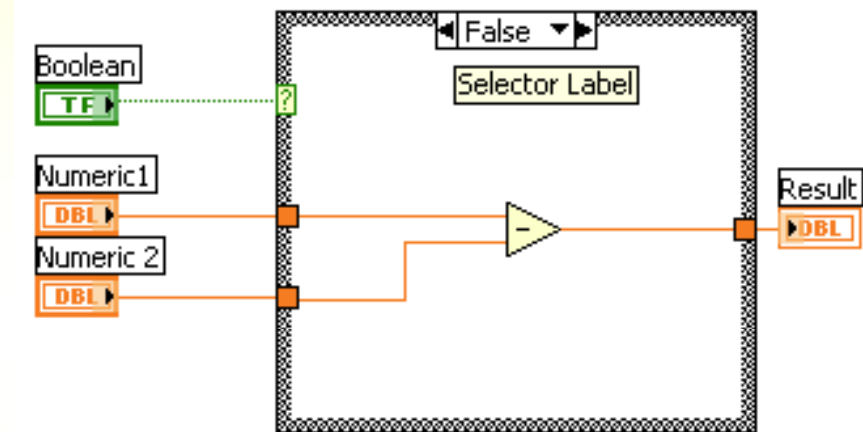 False
Boolean
Selector Label
TF
?
Numeric1
DBL
Result
-
DBL
Numeric 2
DBL